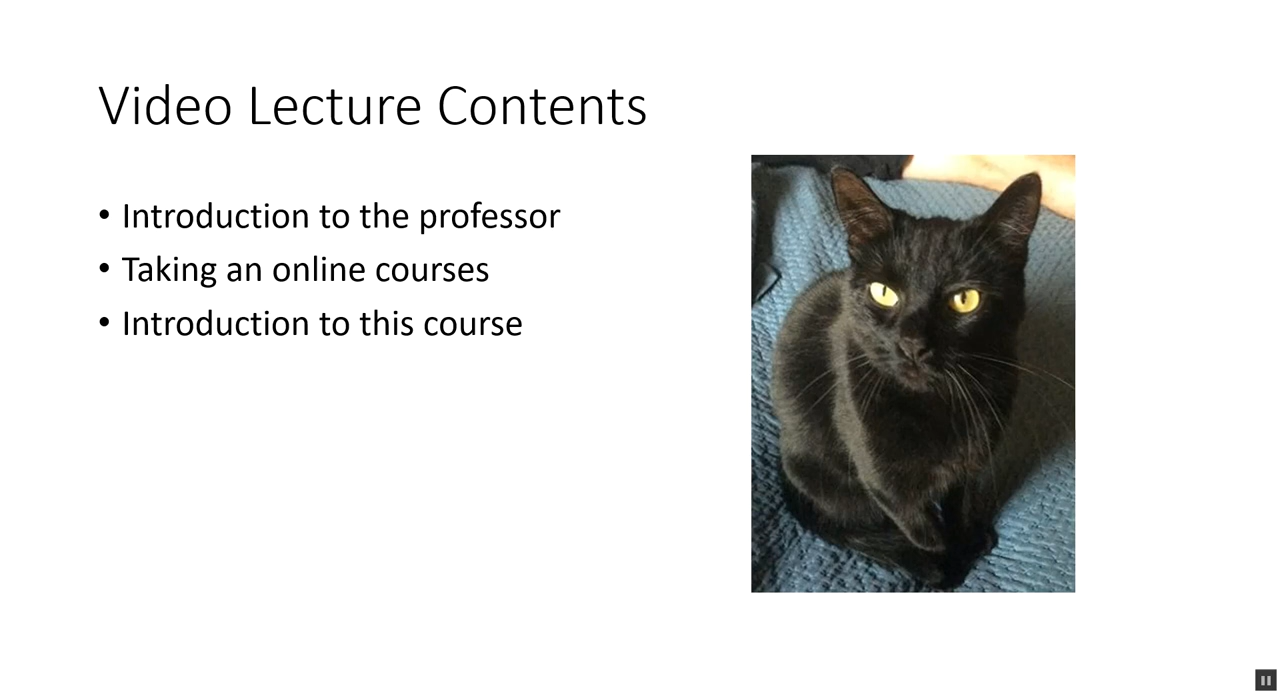 Video Lecture Contents
• Introduction to the professor
• Taking an online courses
• Introduction to this course